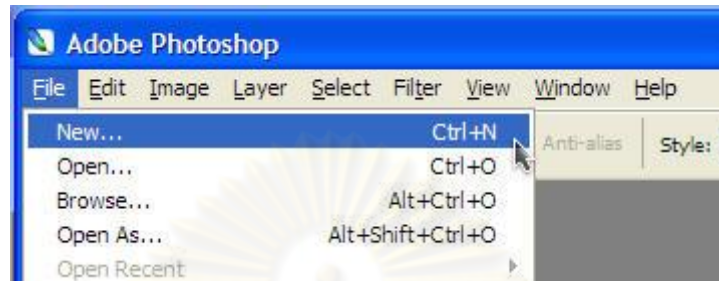 Adobe Photoshop
File Edit Image Layer Select Filter View Window Help
New... Ctrl+N
Anti-alias Style:
Open... Ctrl+O
Browse... Alt+Ctrl+O
Open As... Alt+Shift+Ctrl+O
Open Recent